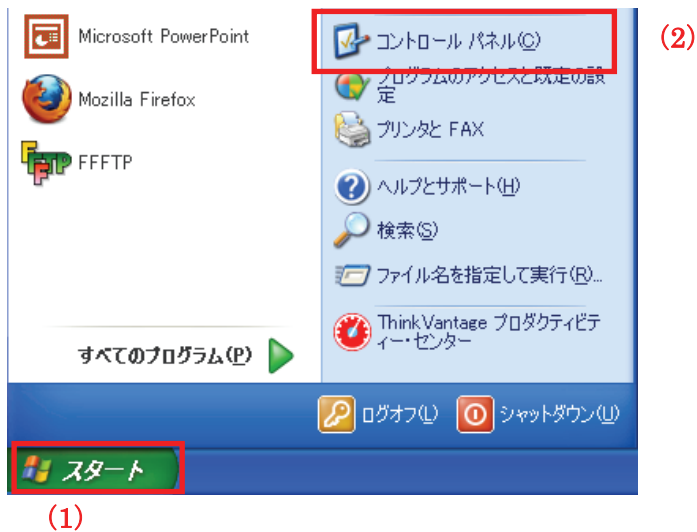 Microsoft PowerPoint
Mozilla Firefox
FFFTP
すべてのプログラム(P)
コントロール パネル(C)
(2)
プログラムのアクセスと既定の設
定
プリンタと FAX
ヘルプとサポート(H)
検索(S)
ファイル名を指定して実行(R)...
ThinkVantage プロダクティビテ
ィー・センター
ログオフ(L)
シャットダウン(U)
スタート
(1)